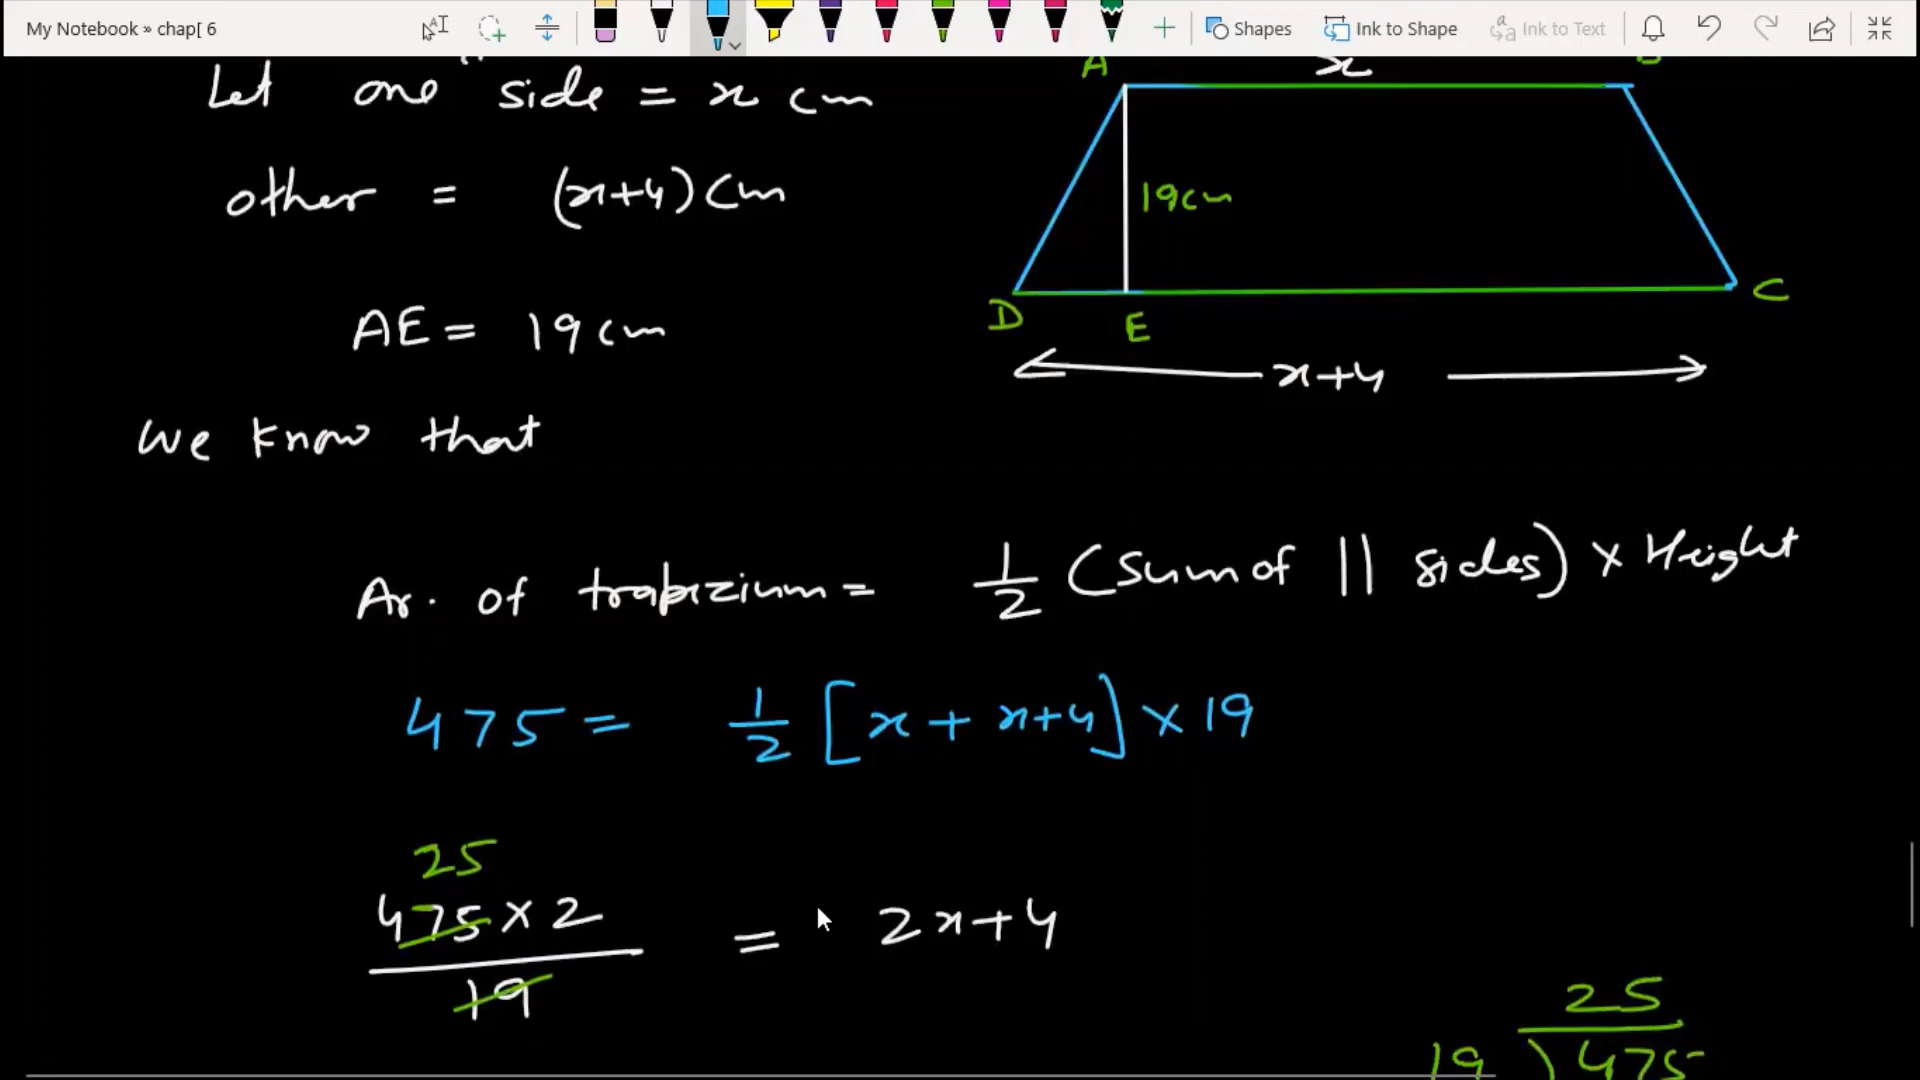 My Notebook » chap[ 6
Shapes
Ink to Shape
Ink to Text
Let one side = x cm
other = (x+4) cm
AE = 19 cm
A x
19cm
D E C
x+4
We know that
Ar. of trapizium = 1/2 (Sum of || sides) × Height
475 = 1/2 [x + x+4] × 19
25
475 × 2 / 19 = 2x+4
25
19 ) 475